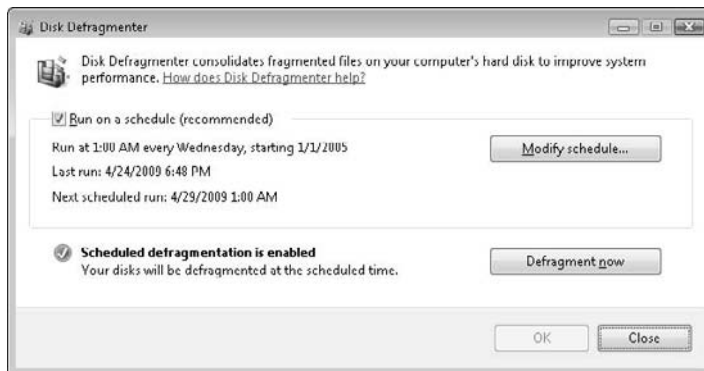 Disk Defragmenter
Disk Defragmenter consolidates fragmented files on your computer's hard disk to improve system
performance. How does Disk Defragmenter help?
Run on a schedule (recommended)
Run at 1:00 AM every Wednesday, starting 1/1/2005
Modify schedule...
Last run: 4/24/2009 6:48 PM
Next scheduled run: 4/29/2009 1:00 AM
Scheduled defragmentation is enabled
Your disks will be defragmented at the scheduled time.
Defragment now
OK
Close